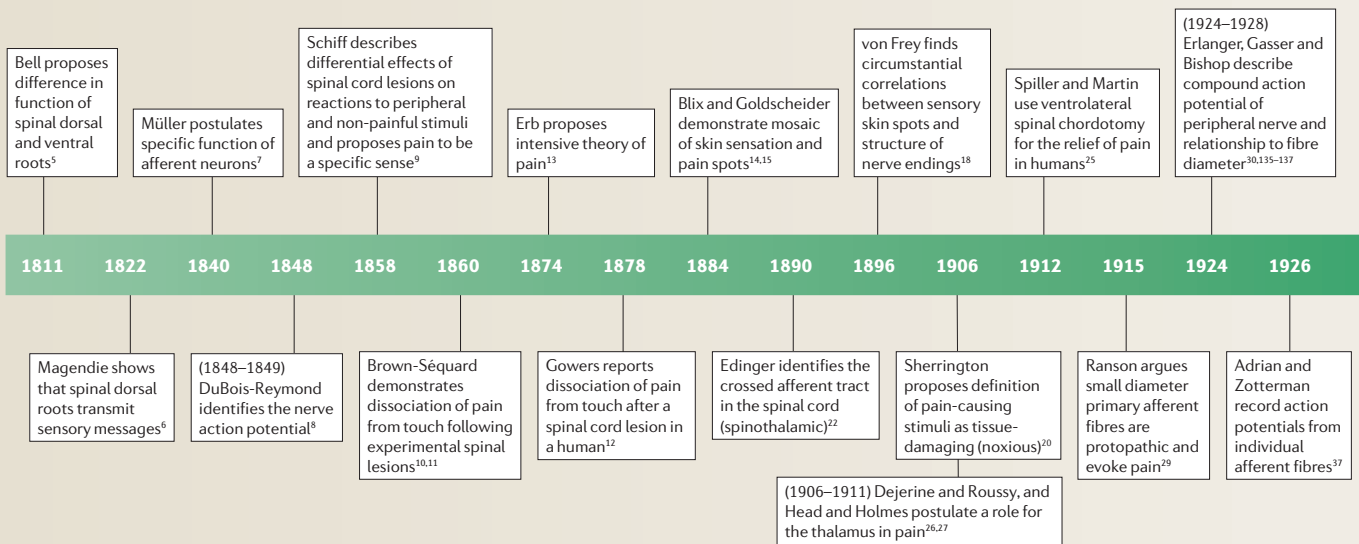 Bell proposes
difference in
function of
spinal dorsal
and ventral
roots⁵
Müller postulates
specific function of
afferent neurons⁷
Schiff describes
differential effects of
spinal cord lesions on
reactions to peripheral
and non-painful stimuli
and proposes pain to be
a specific sense⁹
Erb proposes
intensive theory of
pain¹³
Blix and Goldscheider
demonstrate mosaic
of skin sensation and
pain spots¹⁴,¹⁵
von Frey finds
circumstantial
correlations
between sensory
skin spots and
structure of
nerve endings¹⁸
Spiller and Martin
use ventrolateral
spinal chordotomy
for the relief of pain
in humans²⁵
(1924–1928)
Erlanger, Gasser and
Bishop describe
compound action
potential of
peripheral nerve and
relationship to fibre
diameter³⁰,¹³⁵⁻¹³⁷
1811 1822 1840 1848 1858 1860 1874 1878 1884 1890 1896 1906 1912 1915 1924 1926
Magendie shows
that spinal dorsal
roots transmit
sensory messages⁶
(1848–1849)
DuBois-Reymond
identifies the nerve
action potential⁸
Brown-Séquard
demonstrates
dissociation of pain
from touch following
experimental spinal
lesions¹⁰,¹¹
Gowers reports
dissociation of pain
from touch after a
spinal cord lesion in
a human¹²
Edinger identifies the
crossed afferent tract
in the spinal cord
(spinothalamic)²²
Sherrington
proposes definition
of pain-causing
stimuli as tissue-
damaging (noxious)²⁰
(1906–1911) Dejerine and Roussy, and
Head and Holmes postulate a role for
the thalamus in pain²⁶,²⁷
Ranson argues
small diameter
primary afferent
fibres are
protopathic and
evoke pain²⁹
Adrian and
Zotterman
record action
potentials from
individual
afferent fibres³⁷